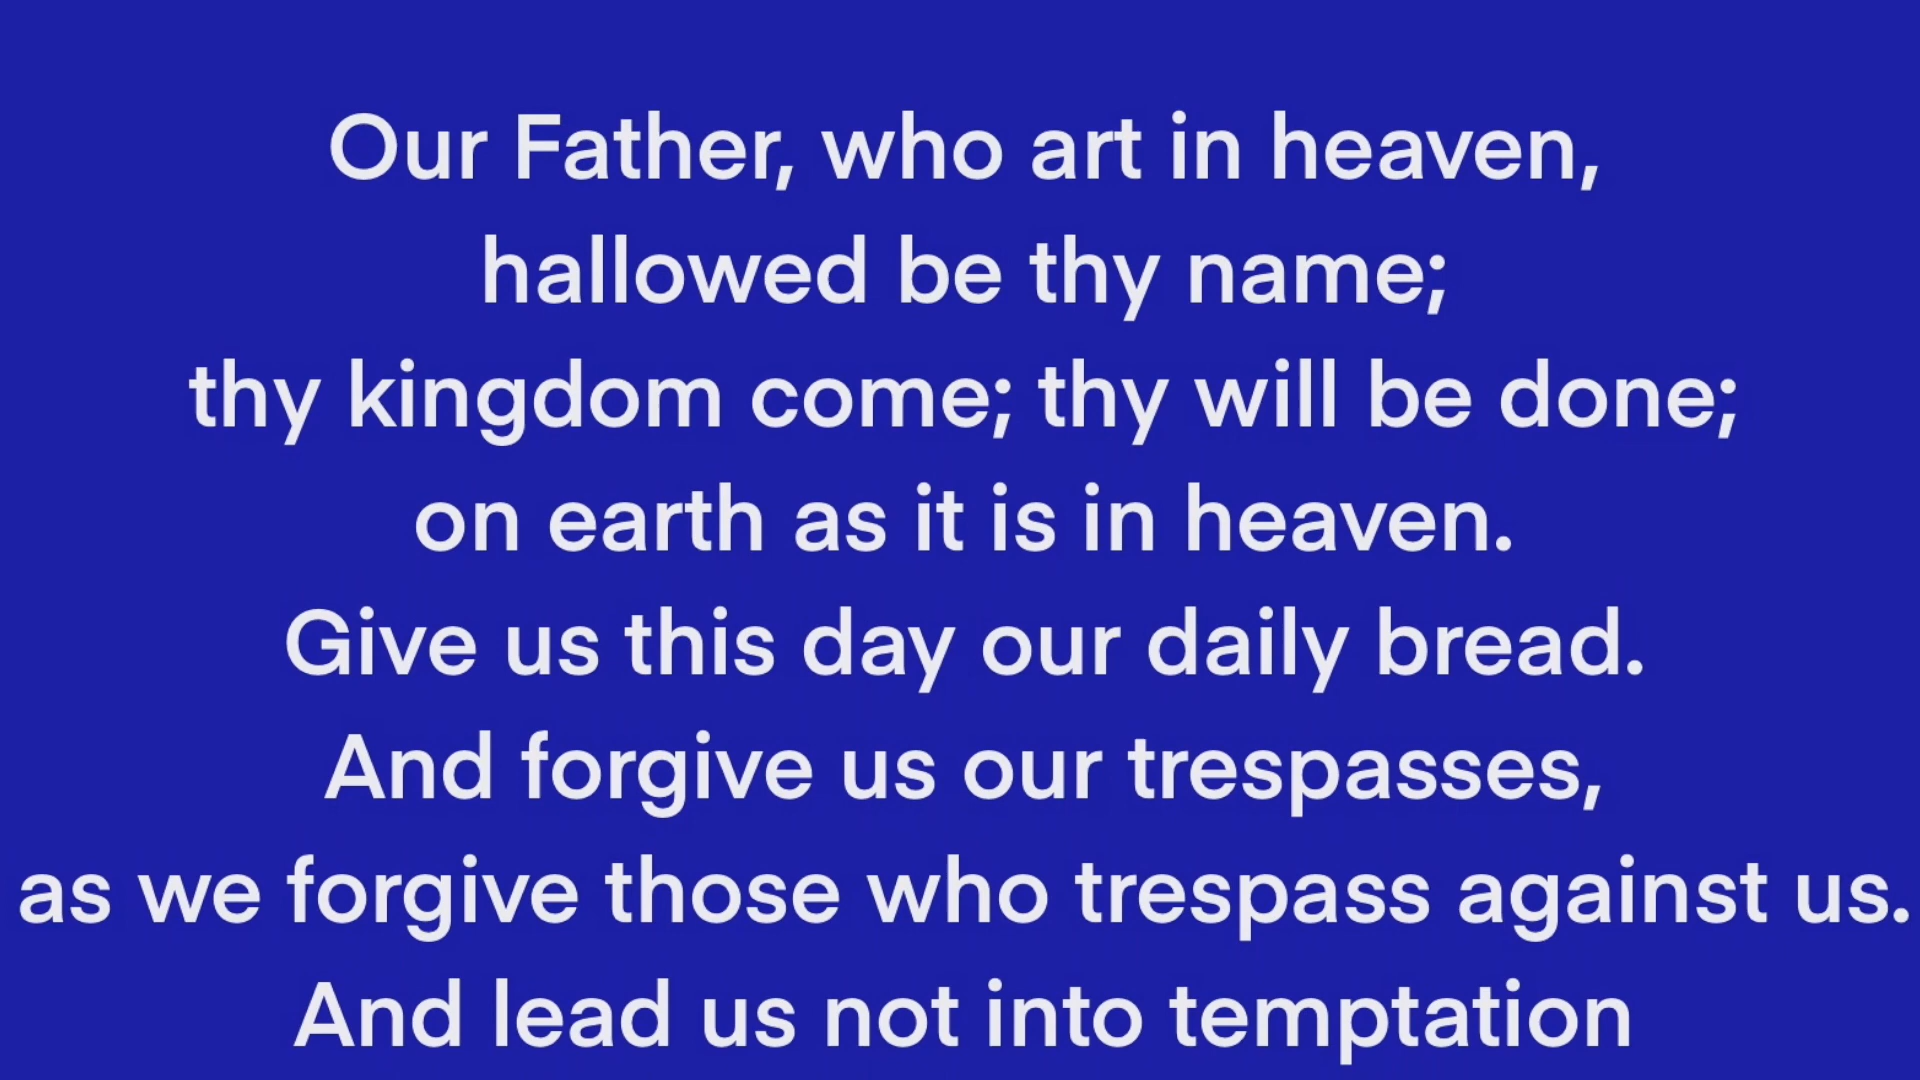 Our Father, who art in heaven,
hallowed be thy name;
thy kingdom come; thy will be done;
on earth as it is in heaven.
Give us this day our daily bread.
And forgive us our trespasses,
as we forgive those who trespass against us.
And lead us not into temptation